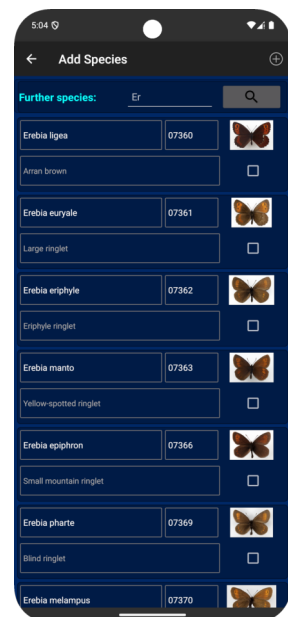 5:04
Add Species
Further species: Er
Erebia ligea 07360
Arran brown
Erebia euryale 07361
Large ringlet
Erebia eriphyle 07362
Eriphyle ringlet
Erebia manto 07363
Yellow-spotted ringlet
Erebia epiphron 07366
Small mountain ringlet
Erebia pharte 07369
Blind ringlet
Erebia melampus 07370